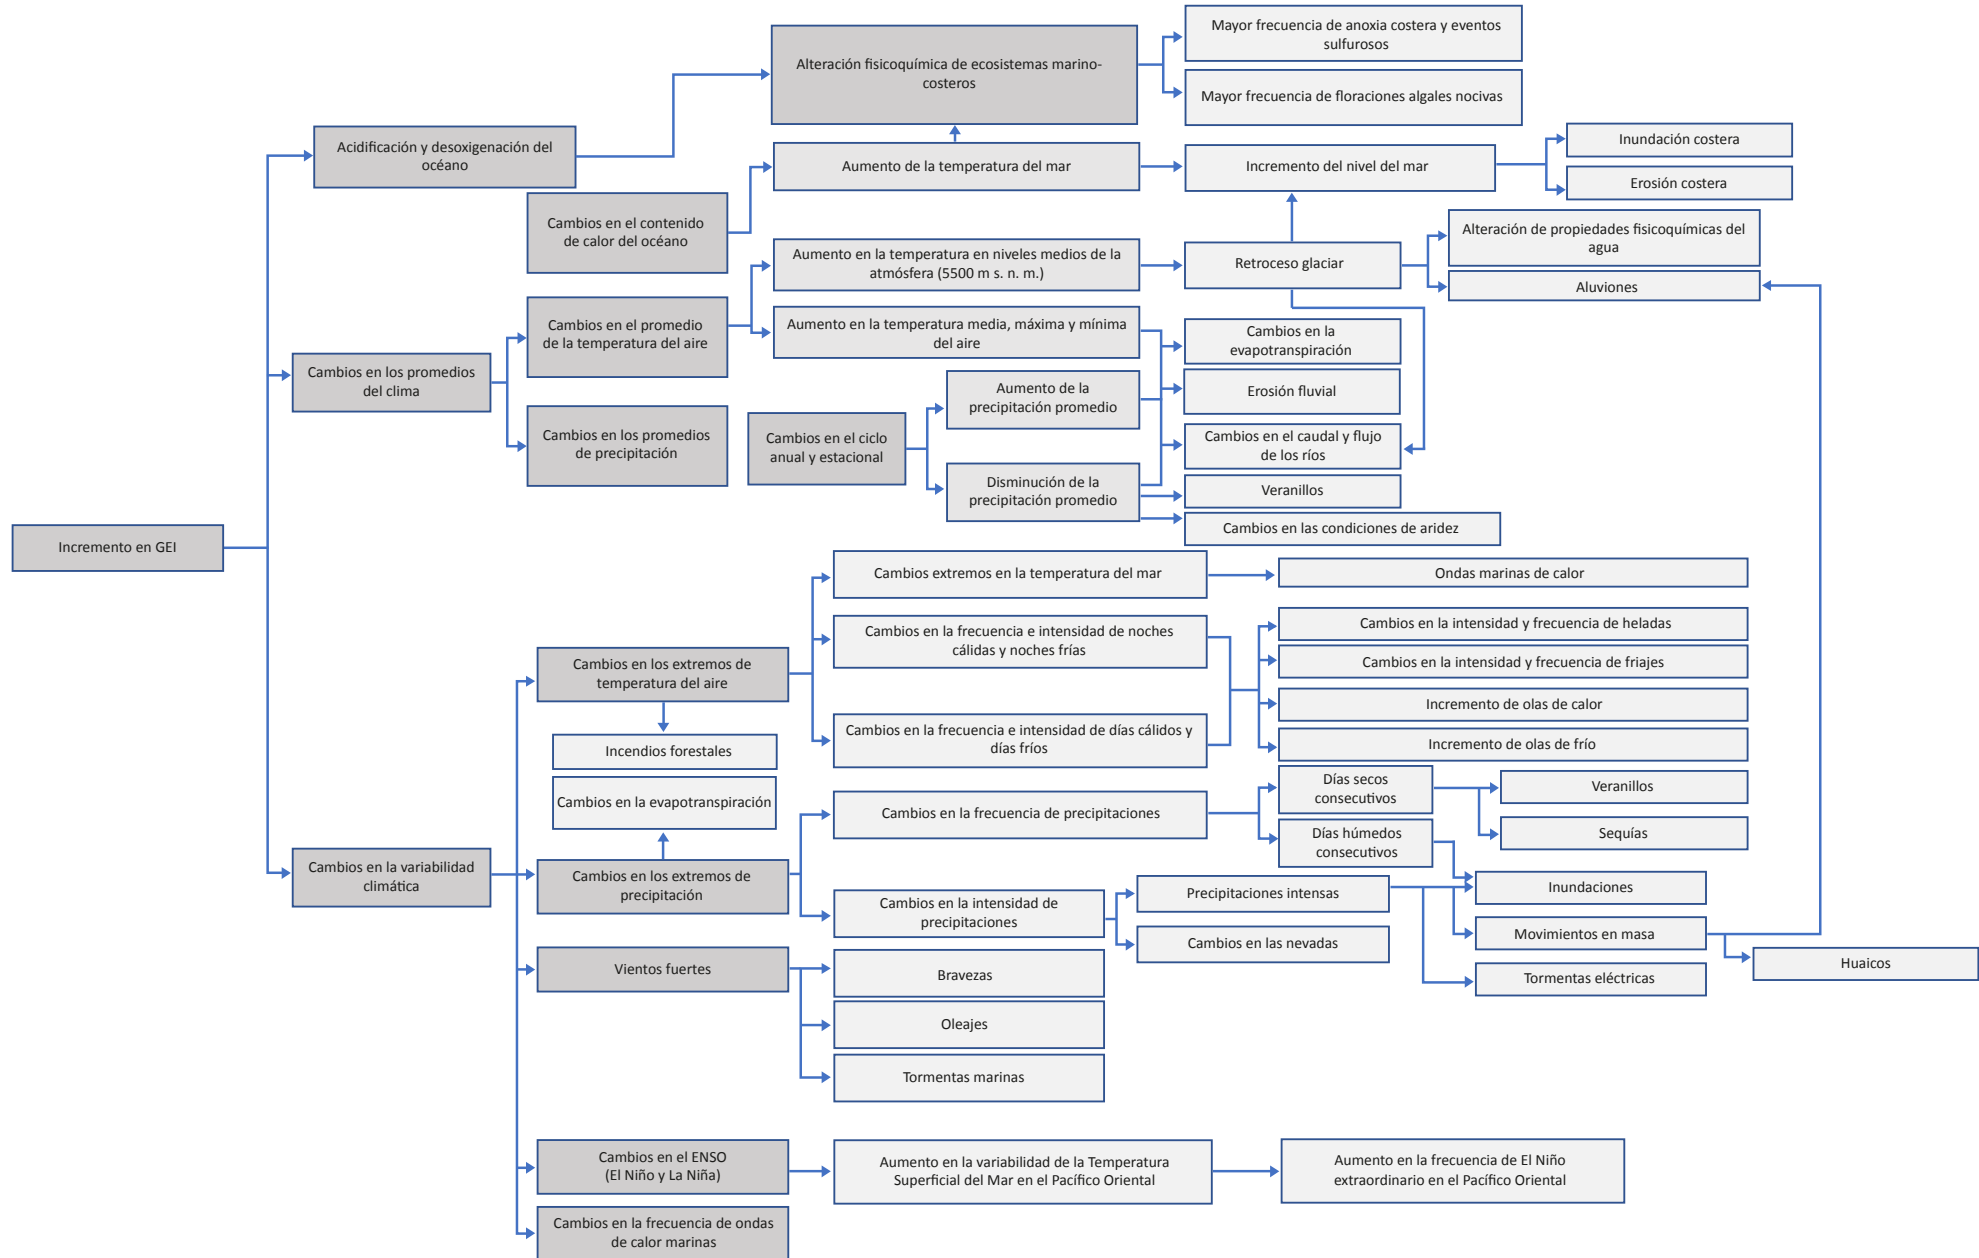 Mayor frecuencia de anoxia costera y eventos
sulfurosos
Alteración fisicoquímica de ecosistemas marino-
costeros
Mayor frecuencia de floraciones algales nocivas
Acidificación y desoxigenación del
océano
Aumento de la temperatura del mar
Incremento del nivel del mar
Inundación costera
Erosión costera
Cambios en el contenido
de calor del océano
Aumento en la temperatura en niveles medios de la
atmósfera (5500 m s. n. m.)
Retroceso glaciar
Alteración de propiedades fisicoquímicas del
agua
Aluviones
Cambios en el promedio
de la temperatura del aire
Aumento en la temperatura media, máxima y mínima
del aire
Cambios en la
evapotranspiración
Cambios en los promedios
del clima
Aumento de la
precipitación promedio
Erosión fluvial
Cambios en los promedios
de precipitación
Cambios en el ciclo
anual y estacional
Cambios en el caudal y flujo
de los ríos
Disminución de la
precipitación promedio
Veranillos
Cambios en las condiciones de aridez
Incremento en GEI
Cambios extremos en la temperatura del mar
Ondas marinas de calor
Cambios en la frecuencia e intensidad de noches
cálidas y noches frías
Cambios en la intensidad y frecuencia de heladas
Cambios en la intensidad y frecuencia de friajes
Cambios en los extremos de
temperatura del aire
Incremento de olas de calor
Cambios en la frecuencia e intensidad de días cálidos y
días fríos
Incremento de olas de frío
Incendios forestales
Cambios en la evapotranspiración
Cambios en la frecuencia de precipitaciones
Días secos
consecutivos
Veranillos
Sequías
Días húmedos
consecutivos
Cambios en la variabilidad
climática
Cambios en los extremos de
precipitación
Cambios en la intensidad de
precipitaciones
Precipitaciones intensas
Inundaciones
Cambios en las nevadas
Movimientos en masa
Huaicos
Tormentas eléctricas
Vientos fuertes
Bravezas
Oleajes
Tormentas marinas
Cambios en el ENSO
(El Niño y La Niña)
Aumento en la variabilidad de la Temperatura
Superficial del Mar en el Pacífico Oriental
Aumento en la frecuencia de El Niño
extraordinario en el Pacífico Oriental
Cambios en la frecuencia de ondas
de calor marinas